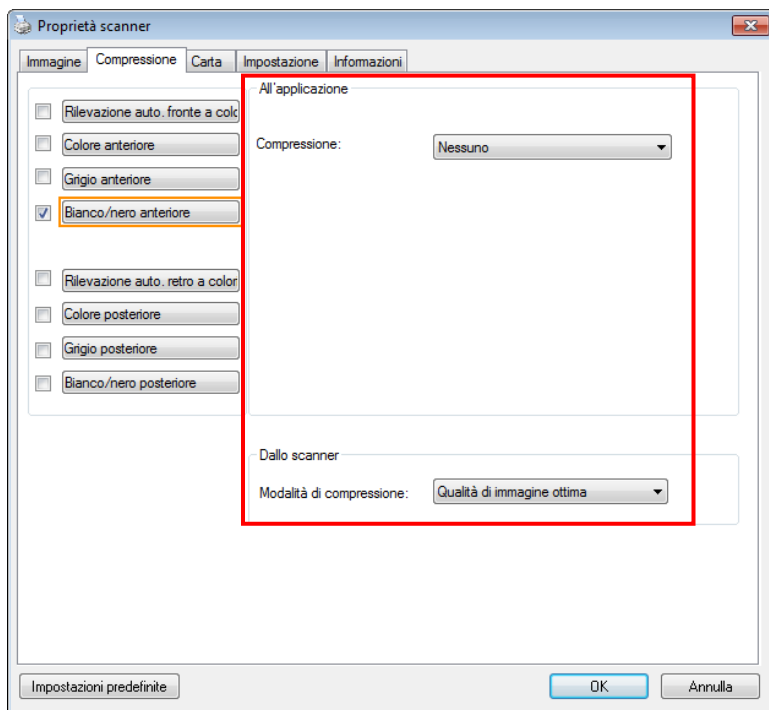 Proprietà scanner
Immagine Compressione Carta Impostazione Informazioni
Rilevazione auto. fronte a colo
Colore anteriore
Grigio anteriore
Bianco/nero anteriore
Rilevazione auto. retro a color
Colore posteriore
Grigio posteriore
Bianco/nero posteriore
All'applicazione
Compressione: Nessuno
Dallo scanner
Modalità di compressione: Qualità di immagine ottima
Impostazioni predefinite OK Annulla